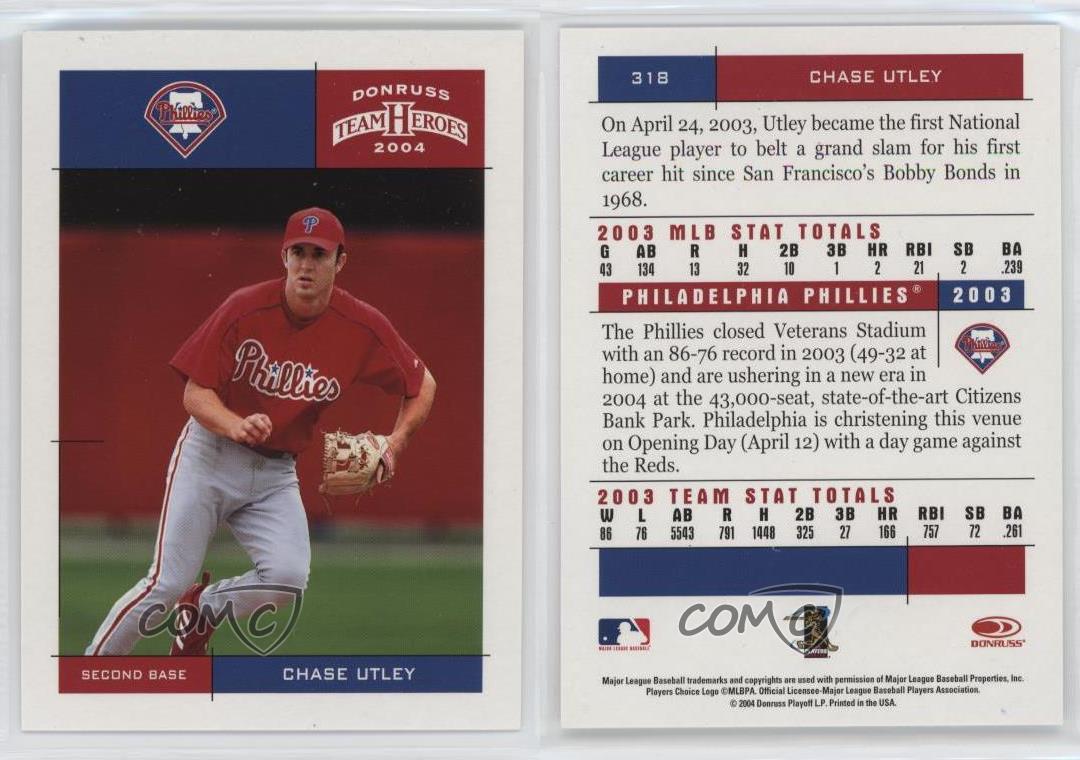 Phillies
DONRUSS
TEAM HEROES
2004
P
Phillies
COMC
SECOND BASE
CHASE UTLEY
318
CHASE UTLEY
On April 24, 2003, Utley became the first National
League player to belt a grand slam for his first
career hit since San Francisco's Bobby Bonds in
1968.
2003 MLB STAT TOTALS
G AB R H 2B 3B HR RBI SB BA
43 134 13 32 10 1 2 21 2 .239
PHILADELPHIA PHILLIES® 2003
The Phillies closed Veterans Stadium
with an 86-76 record in 2003 (49-32 at
home) and are ushering in a new era in
2004 at the 43,000-seat, state-of-the-art Citizens
Bank Park. Philadelphia is christening this venue
on Opening Day (April 12) with a day game against
the Reds.
Phillies
2003 TEAM STAT TOTALS
W L AB R H 2B 3B HR RBI SB BA
86 76 5543 791 1448 325 27 166 757 72 .261
COMC
MAJOR LEAGUE BASEBALL
PLAYERS
DONRUSS
Major League Baseball trademarks and copyrights are used with permission of Major League Baseball Properties, Inc.
Players Choice Logo ©MLBPA. Official Licensee-Major League Baseball Players Association.
© 2004 Donruss Playoff L.P. Printed in the USA.